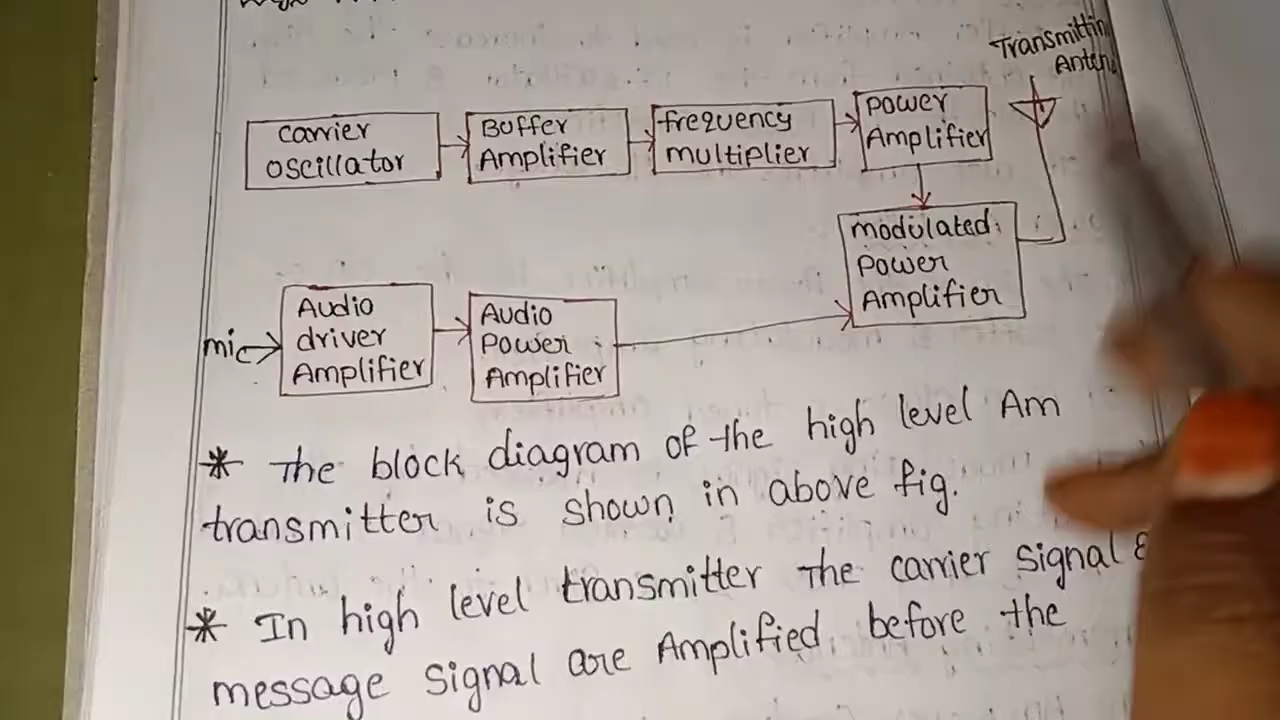 Transmittin
Anten
carrier
oscillator
Buffer
Amplifier
frequency
multiplier
power
Amplifier
modulated
power
Amplifier
mic
Audio
driver
Amplifier
Audio
power
Amplifier
* The block diagram of the high level Am
transmitter is shown in above fig.
* In high level transmitter the carrier signal &
message signal are Amplified before the